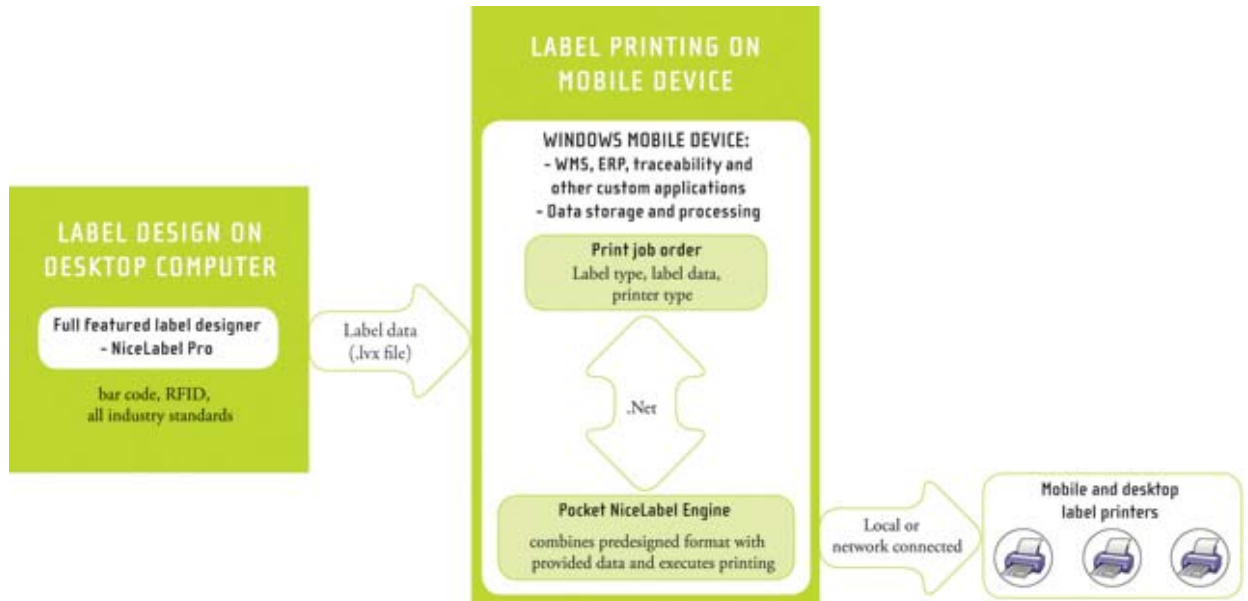 LABEL DESIGN ON
DESKTOP COMPUTER
Full featured label designer
- NiceLabel Pro
bar code, RFID,
all industry standards
Label data
(.lvx file)
LABEL PRINTING ON
MOBILE DEVICE
WINDOWS MOBILE DEVICE:
- WMS, ERP, traceability and
other custom applications
- Data storage and processing
Print job order
Label type, label data,
printer type
.Net
Pocket NiceLabel Engine
combines predesigned format with
provided data and executes printing
Local or
network connected
Mobile and desktop
label printers